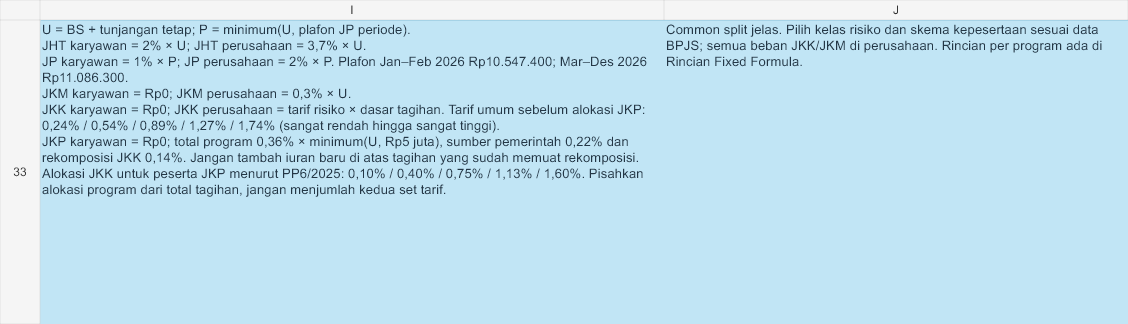 I
J
33
U = BS + tunjangan tetap; P = minimum(U, plafon JP periode).
JHT karyawan = 2% × U; JHT perusahaan = 3,7% × U.
JP karyawan = 1% × P; JP perusahaan = 2% × P. Plafon Jan–Feb 2026 Rp10.547.400; Mar–Des 2026
Rp11.086.300.
JKM karyawan = Rp0; JKM perusahaan = 0,3% × U.
JKK karyawan = Rp0; JKK perusahaan = tarif risiko × dasar tagihan. Tarif umum sebelum alokasi JKP:
0,24% / 0,54% / 0,89% / 1,27% / 1,74% (sangat rendah hingga sangat tinggi).
JKP karyawan = Rp0; total program 0,36% × minimum(U, Rp5 juta), sumber pemerintah 0,22% dan
rekomposisi JKK 0,14%. Jangan tambah iuran baru di atas tagihan yang sudah memuat rekomposisi.
Alokasi JKK untuk peserta JKP menurut PP6/2025: 0,10% / 0,40% / 0,75% / 1,13% / 1,60%. Pisahkan
alokasi program dari total tagihan, jangan menjumlah kedua set tarif.
Common split jelas. Pilih kelas risiko dan skema kepesertaan sesuai data
BPJS; semua beban JKK/JKM di perusahaan. Rincian per program ada di
Rincian Fixed Formula.